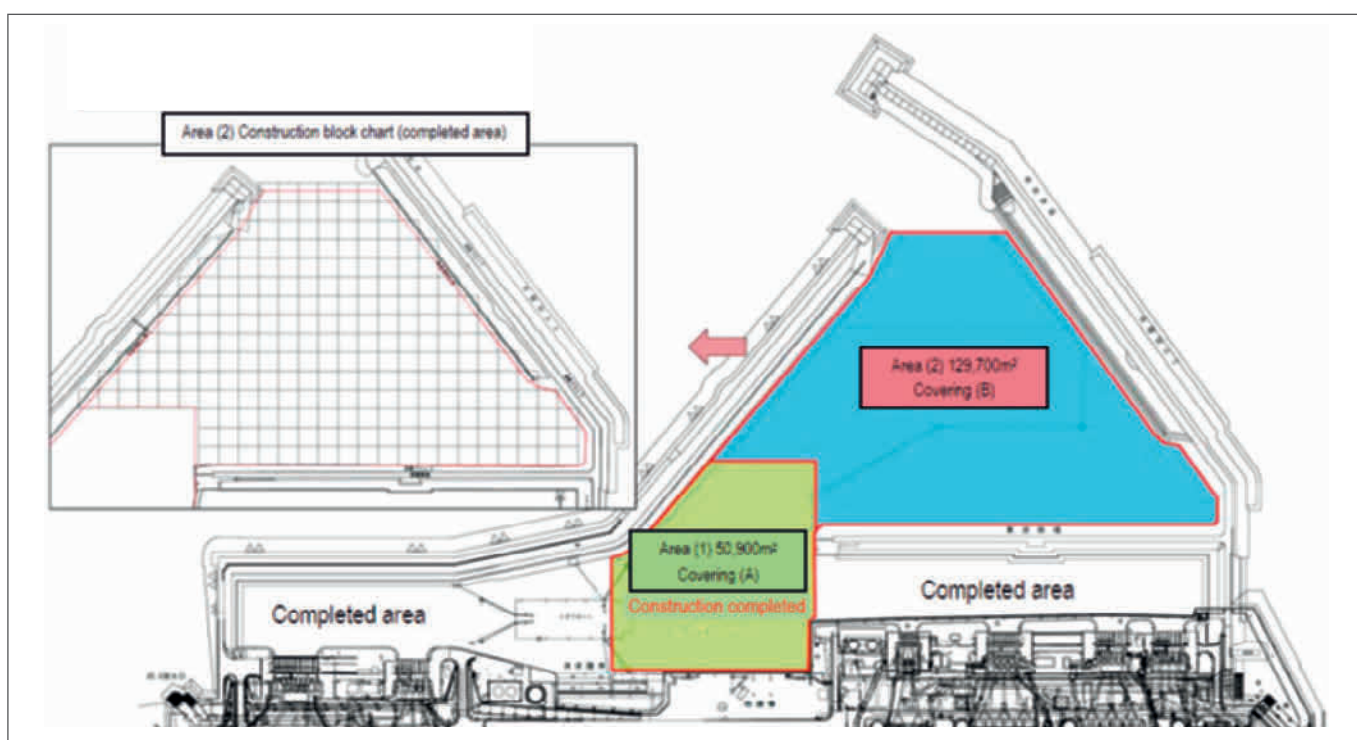 Area (2) Construction block chart (completed area)
Area (2) 129,700m²
Covering (B)
Area (1) 50,900m²
Covering (A)
Construction completed
Completed area
Completed area